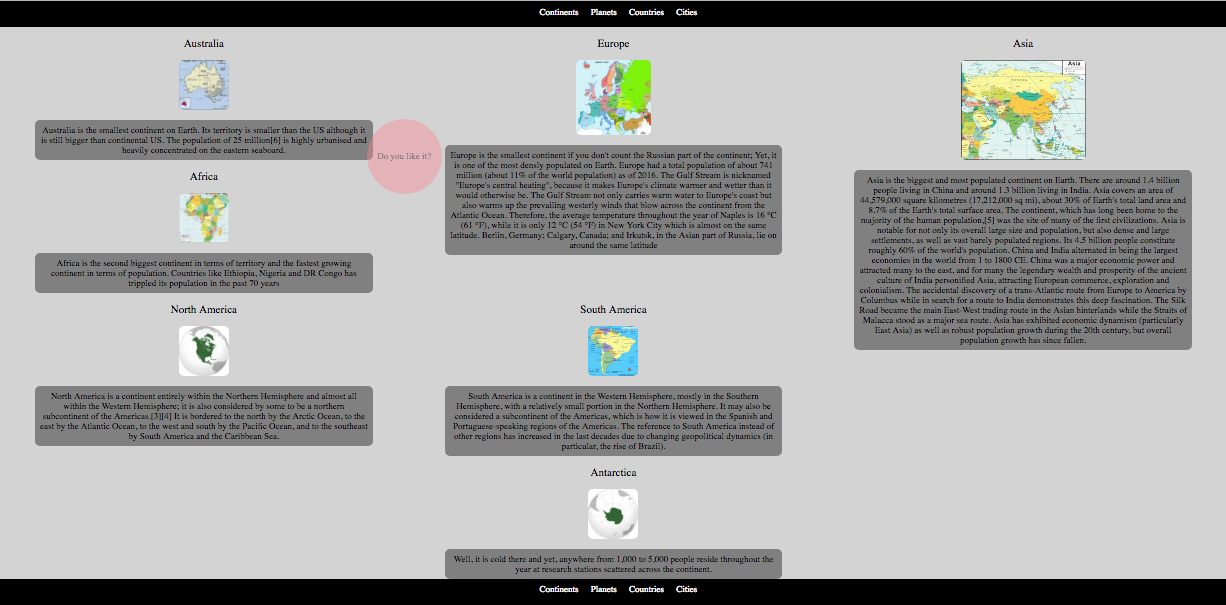 Continents Planets Countries Cities
Australia
Australia is the smallest continent on Earth. Its territory is smaller than the US although it
is still bigger than continental US. The population of 25 million[6] is highly urbanised and
heavily concentrated on the eastern seaboard.
Do you like it?
Africa
Africa is the second biggest continent in terms of territory and the fastest growing
continent in terms of population. Countries like Ethiopia, Nigeria and DR Congo has
trippled its population in the past 70 years
North America
North America is a continent entirely within the Northern Hemisphere and almost all
within the Western Hemisphere; it is also considered by some to be a northern
subcontinent of the Americas.[3][4] It is bordered to the north by the Arctic Ocean, to the
east by the Atlantic Ocean, to the west and south by the Pacific Ocean, and to the southeast
by South America and the Caribbean Sea.
Europe
Europe is the smallest continent if you don't count the Russian part of the continent; Yet, it
is one of the most densly populated on Earth. Europe had a total population of about 741
million (about 11% of the world population) as of 2016. The Gulf Stream is nicknamed
"Europe's central heating", because it makes Europe's climate warmer and wetter than it
would otherwise be. The Gulf Stream not only carries warm water to Europe's coast but
also warms up the prevailing westerly winds that blow across the continent from the
Atlantic Ocean. Therefore, the average temperature throughout the year of Naples is 16 °C
(61 °F), while it is only 12 °C (54 °F) in New York City which is almost on the same
latitude. Berlin, Germany; Calgary, Canada; and Irkutsk, in the Asian part of Russia, lie on
around the same latitude
South America
South America is a continent in the Western Hemisphere, mostly in the Southern
Hemisphere, with a relatively small portion in the Northern Hemisphere. It may also be
considered a subcontinent of the Americas, which is how it is viewed in the Spanish and
Portuguese-speaking regions of the Americas. The reference to South America instead of
other regions has increased in the last decades due to changing geopolitical dynamics (in
particular, the rise of Brazil).
Antarctica
Well, it is cold there and yet, anywhere from 1,000 to 5,000 people reside throughout the
year at research stations scattered across the continent.
Asia
Asia
Asia is the biggest and most populated continent on Earth. There are around 1.4 billion
people living in China and around 1.3 billion living in India. Asia covers an area of
44,579,000 square kilometres (17,212,000 sq mi), about 30% of Earth's total land area and
8.7% of the Earth's total surface area. The continent, which has long been home to the
majority of the human population,[5] was the site of many of the first civilizations. Asia is
notable for not only its overall large size and population, but also dense and large
settlements, as well as vast barely populated regions. Its 4.5 billion people constitute
roughly 60% of the world's population. China and India alternated in being the largest
economies in the world from 1 to 1800 CE. China was a major economic power and
attracted many to the east, and for many the legendary wealth and prosperity of the ancient
culture of India personified Asia, attracting European commerce, exploration and
colonialism. The accidental discovery of a trans-Atlantic route from Europe to America by
Columbus while in search for a route to India demonstrates this deep fascination. The Silk
Road became the main East-West trading route in the Asian hinterlands while the Straits of
Malacca stood as a major sea route. Asia has exhibited economic dynamism (particularly
East Asia) as well as robust population growth during the 20th century, but overall
population growth has since fallen.
Continents Planets Countries Cities